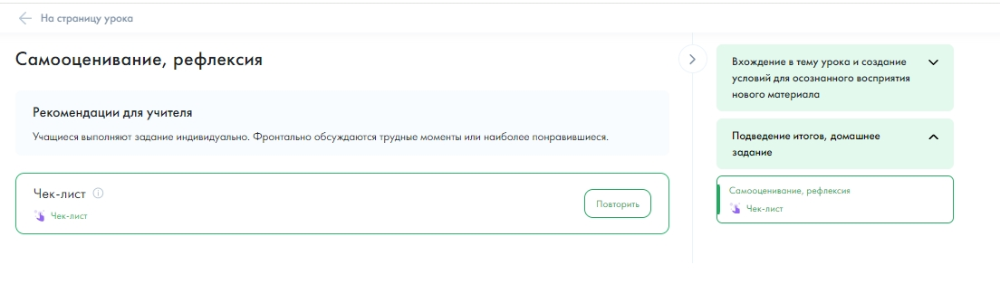 На страницу урока
Самооценивание, рефлексия
Рекомендации для учителя
Учащиеся выполняют задание индивидуально. Фронтально обсуждаются трудные моменты или наиболее понравившиеся.
Чек-лист
Чек-лист
Повторить
Вхождение в тему урока и создание
условий для осознанного восприятия
нового материала
Подведение итогов, домашнее
задание
Самооценивание, рефлексия
Чек-лист